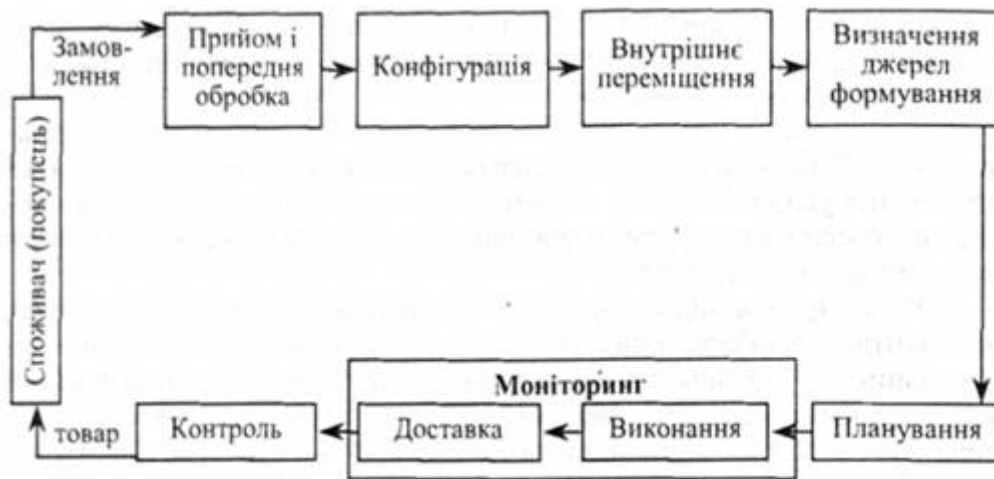 Замов-
лення
Прийом і
попередня
обробка
Конфігурація
Внутрішнє
переміщення
Визначення
джерел
формування
Споживач (покупець)
Моніторинг
товар
Контроль
Доставка
Виконання
Планування